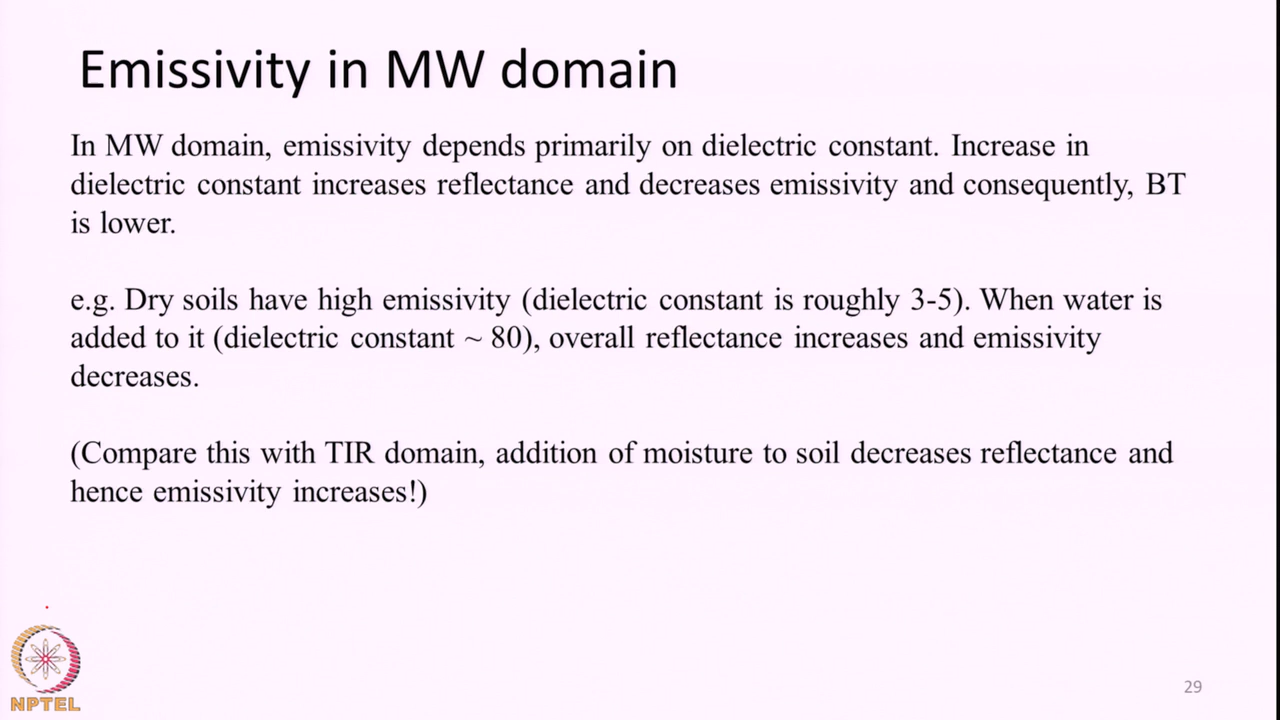 Emissivity in MW domain
In MW domain, emissivity depends primarily on dielectric constant. Increase in
dielectric constant increases reflectance and decreases emissivity and consequently, BT
is lower.
e.g. Dry soils have high emissivity (dielectric constant is roughly 3-5). When water is
added to it (dielectric constant ~ 80), overall reflectance increases and emissivity
decreases.
(Compare this with TIR domain, addition of moisture to soil decreases reflectance and
hence emissivity increases!)
NPTEL
29